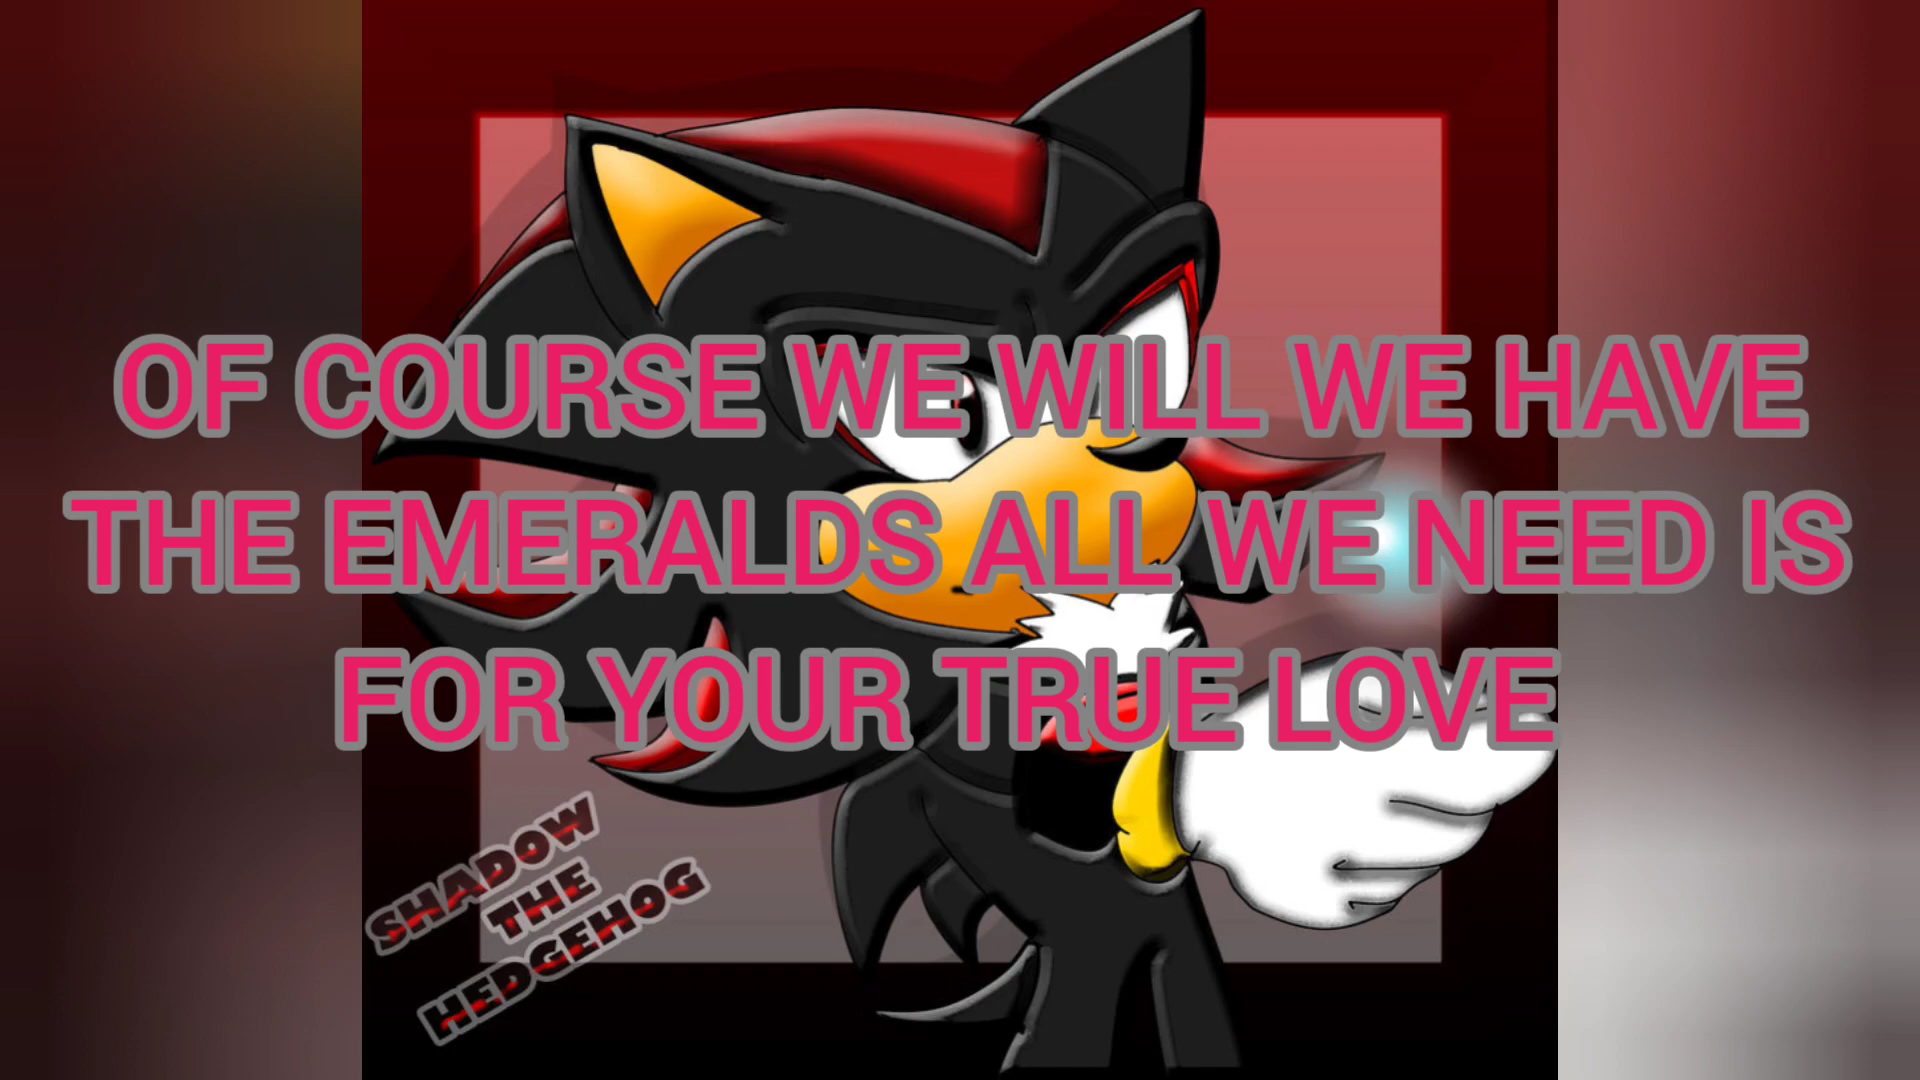 OF COURSE WE WILL WE HAVE
THE EMERALDS ALL WE NEED IS
FOR YOUR TRUE LOVE
SHADOW
THE
HEDGEHOG